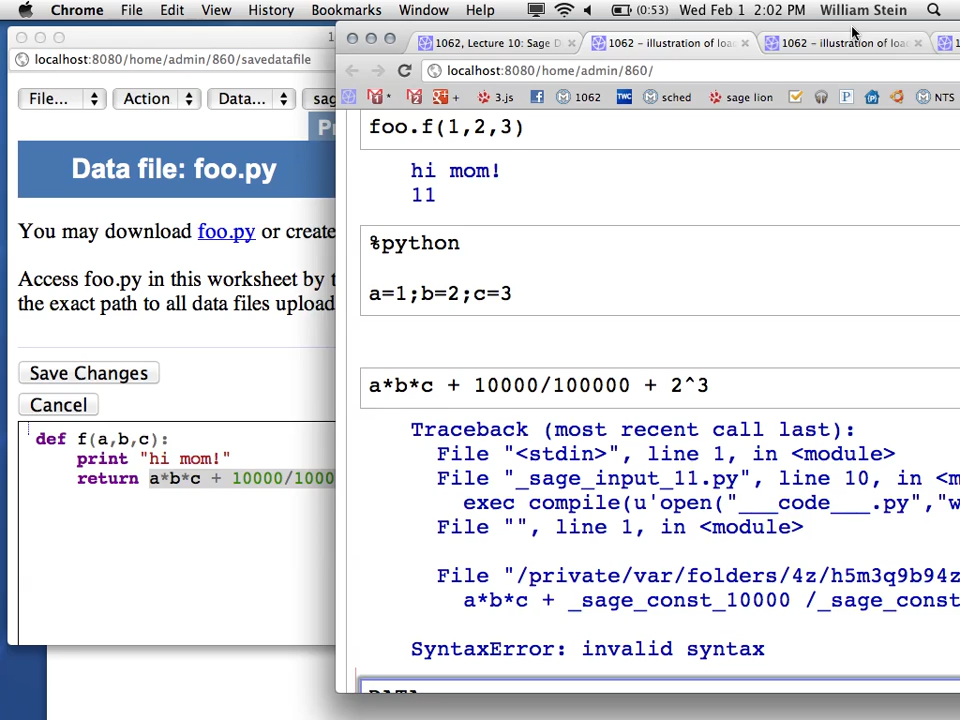 Chrome File Edit View History Bookmarks Window Help (0:53) Wed Feb 1 2:02 PM William Stein
localhost:8080/home/admin/860/savedatafile
File... Action Data... sag
Data file: foo.py
You may download foo.py or create
Access foo.py in this worksheet by t
the exact path to all data files upload
Save Changes
Cancel
def f(a,b,c):
print "hi mom!"
return a*b*c + 10000/1000
1062, Lecture 10: Sage D 1062 – illustration of loa 1062 – illustration of loa 1
localhost:8080/home/admin/860/
+ 3.js 1062 TWC sched sage lion P NTS
foo.f(1,2,3)
hi mom!
11
%python
a=1;b=2;c=3
a*b*c + 10000/100000 + 2^3
Traceback (most recent call last):
File "<stdin>", line 1, in <module>
File "_sage_input_11.py", line 10, in <m
exec compile(u'open("___code___.py","w
File "", line 1, in <module>
File "/private/var/folders/4z/h5m3q9b94z
a*b*c + _sage_const_10000 /_sage_const
SyntaxError: invalid syntax